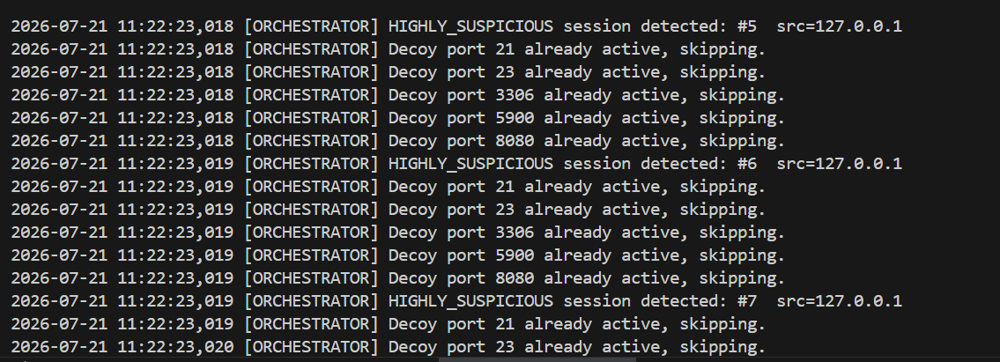 2026-07-21 11:22:23,018 [ORCHESTRATOR] HIGHLY_SUSPICIOUS session detected: #5  src=127.0.0.1
2026-07-21 11:22:23,018 [ORCHESTRATOR] Decoy port 21 already active, skipping.
2026-07-21 11:22:23,018 [ORCHESTRATOR] Decoy port 23 already active, skipping.
2026-07-21 11:22:23,018 [ORCHESTRATOR] Decoy port 3306 already active, skipping.
2026-07-21 11:22:23,018 [ORCHESTRATOR] Decoy port 5900 already active, skipping.
2026-07-21 11:22:23,018 [ORCHESTRATOR] Decoy port 8080 already active, skipping.
2026-07-21 11:22:23,019 [ORCHESTRATOR] HIGHLY_SUSPICIOUS session detected: #6  src=127.0.0.1
2026-07-21 11:22:23,019 [ORCHESTRATOR] Decoy port 21 already active, skipping.
2026-07-21 11:22:23,019 [ORCHESTRATOR] Decoy port 23 already active, skipping.
2026-07-21 11:22:23,019 [ORCHESTRATOR] Decoy port 3306 already active, skipping.
2026-07-21 11:22:23,019 [ORCHESTRATOR] Decoy port 5900 already active, skipping.
2026-07-21 11:22:23,019 [ORCHESTRATOR] Decoy port 8080 already active, skipping.
2026-07-21 11:22:23,019 [ORCHESTRATOR] HIGHLY_SUSPICIOUS session detected: #7  src=127.0.0.1
2026-07-21 11:22:23,019 [ORCHESTRATOR] Decoy port 21 already active, skipping.
2026-07-21 11:22:23,020 [ORCHESTRATOR] Decoy port 23 already active, skipping.